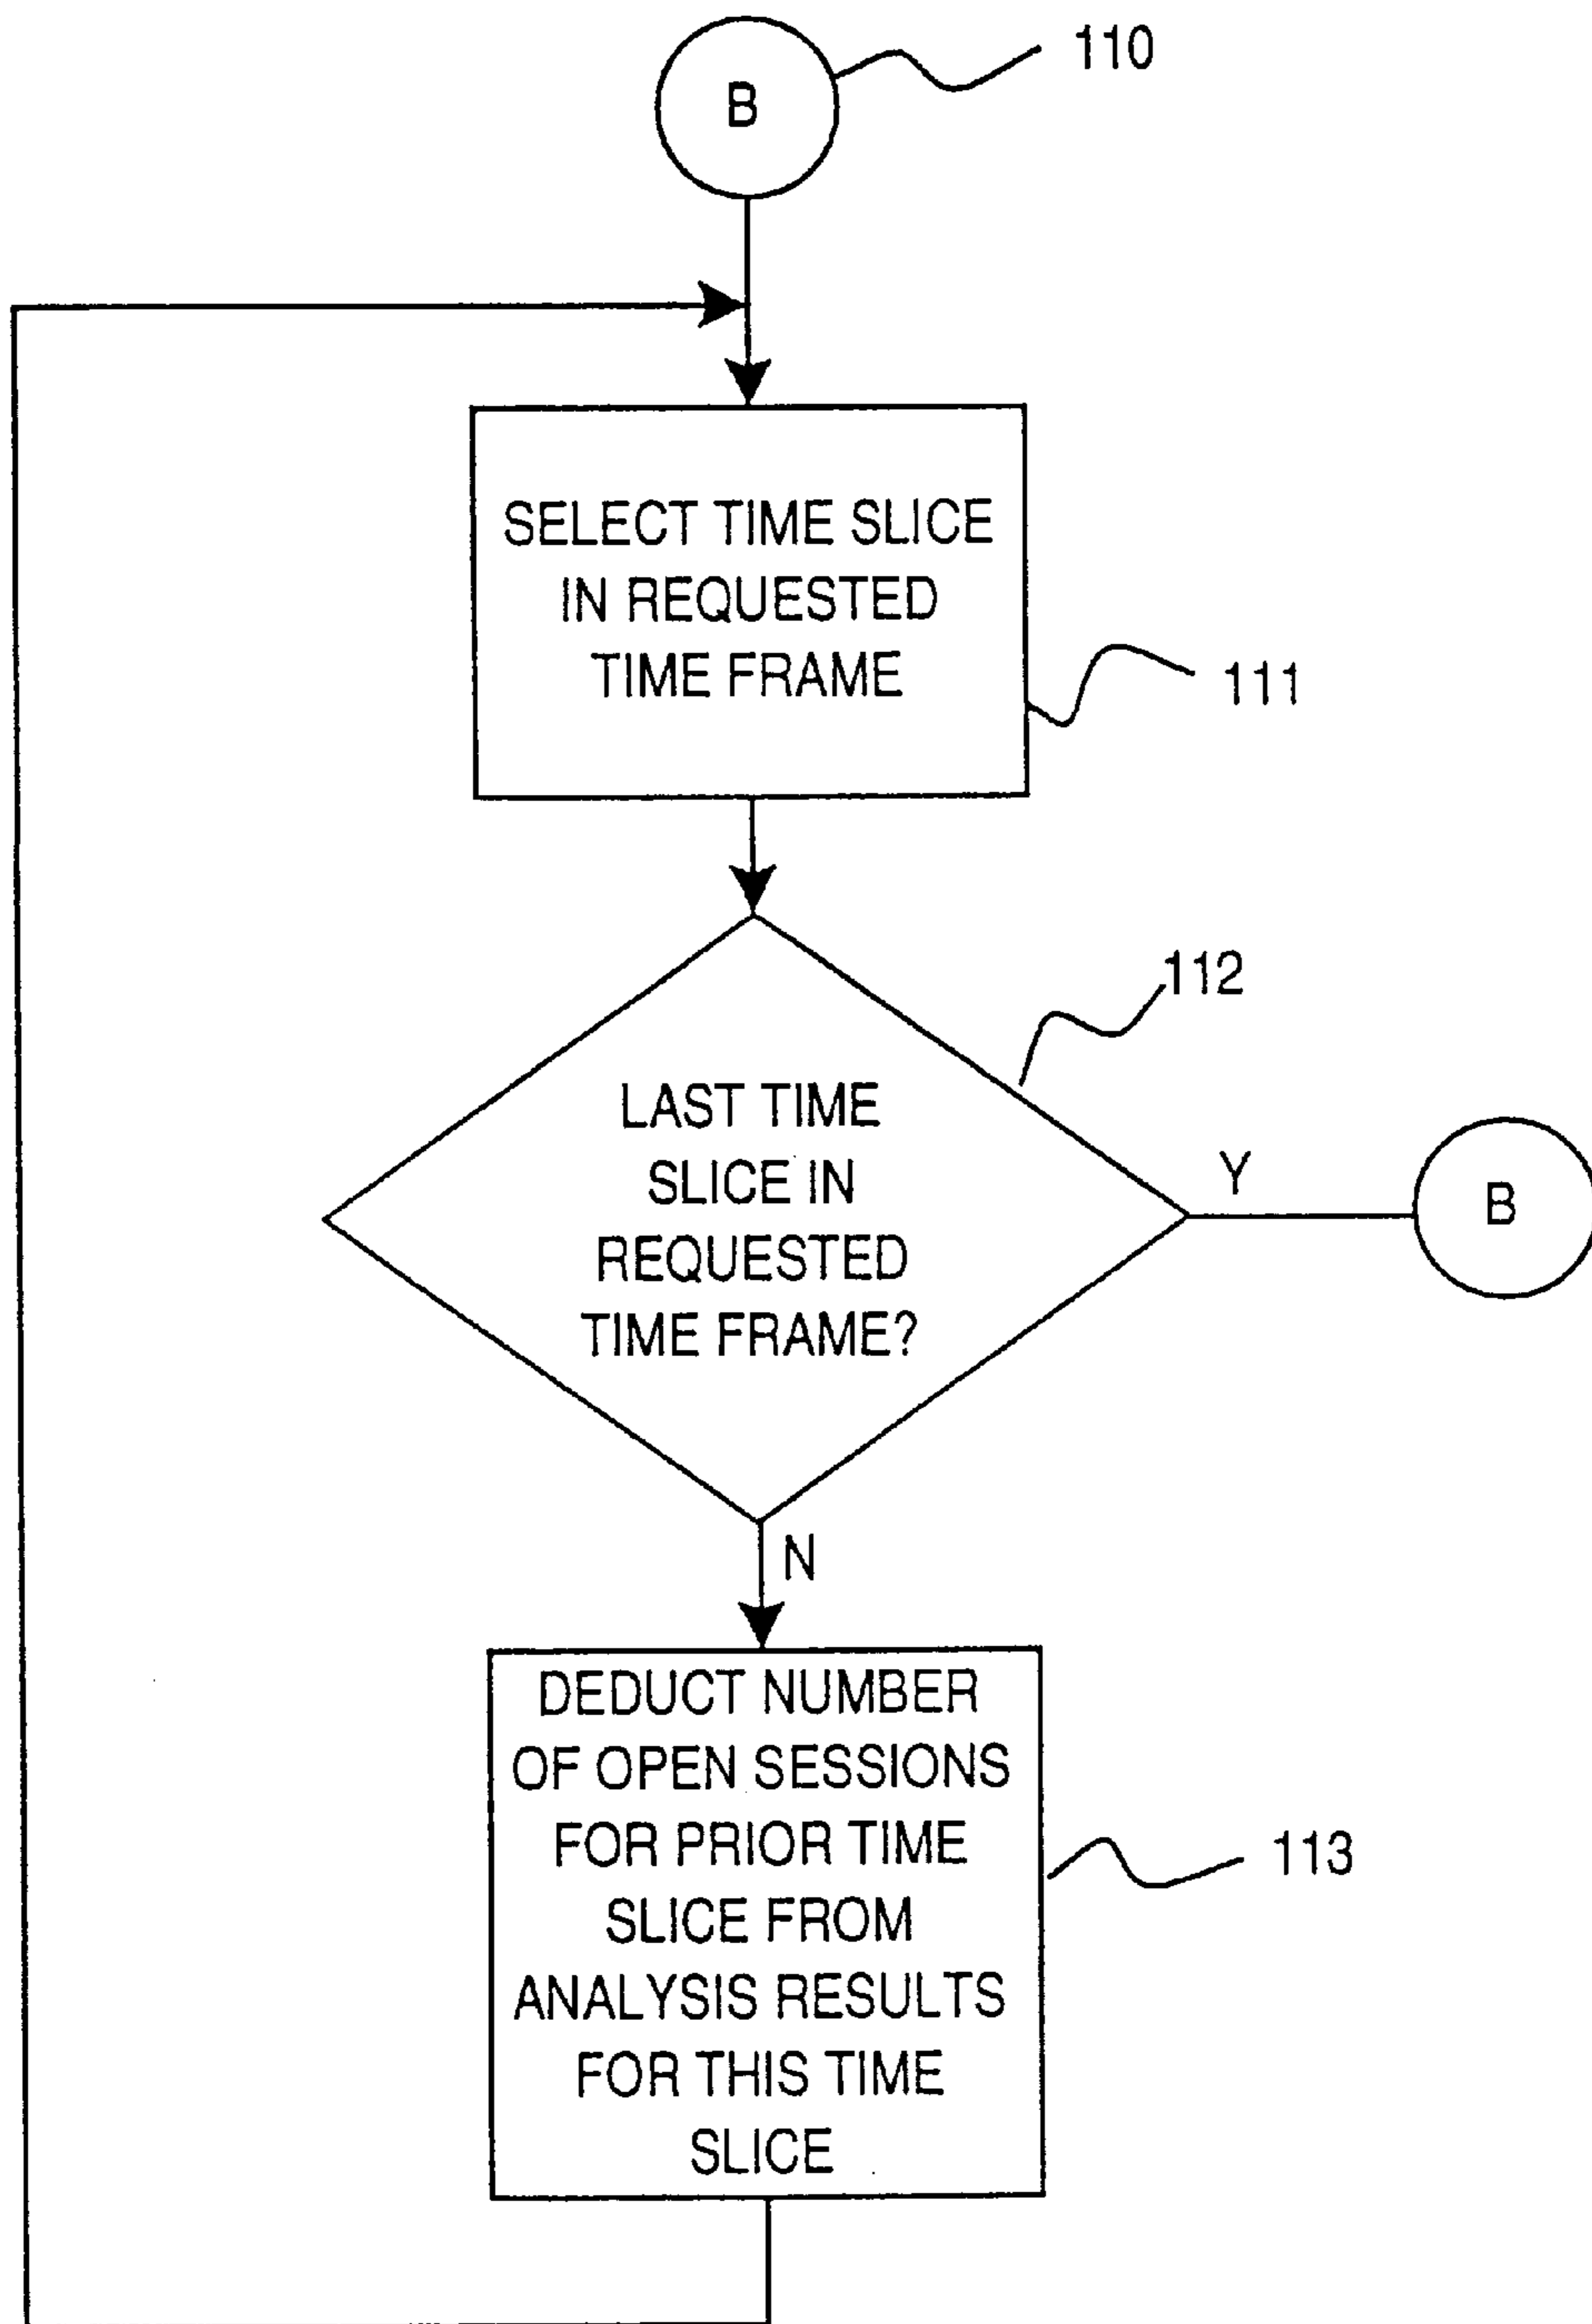 B
110
SELECT TIME SLICE
IN REQUESTED
TIME FRAME
111
112
LAST TIME
SLICE IN
REQUESTED
TIME FRAME?
Y
B
N
DEDUCT NUMBER
OF OPEN SESSIONS
FOR PRIOR TIME
SLICE FROM
ANALYSIS RESULTS
FOR THIS TIME
SLICE
113